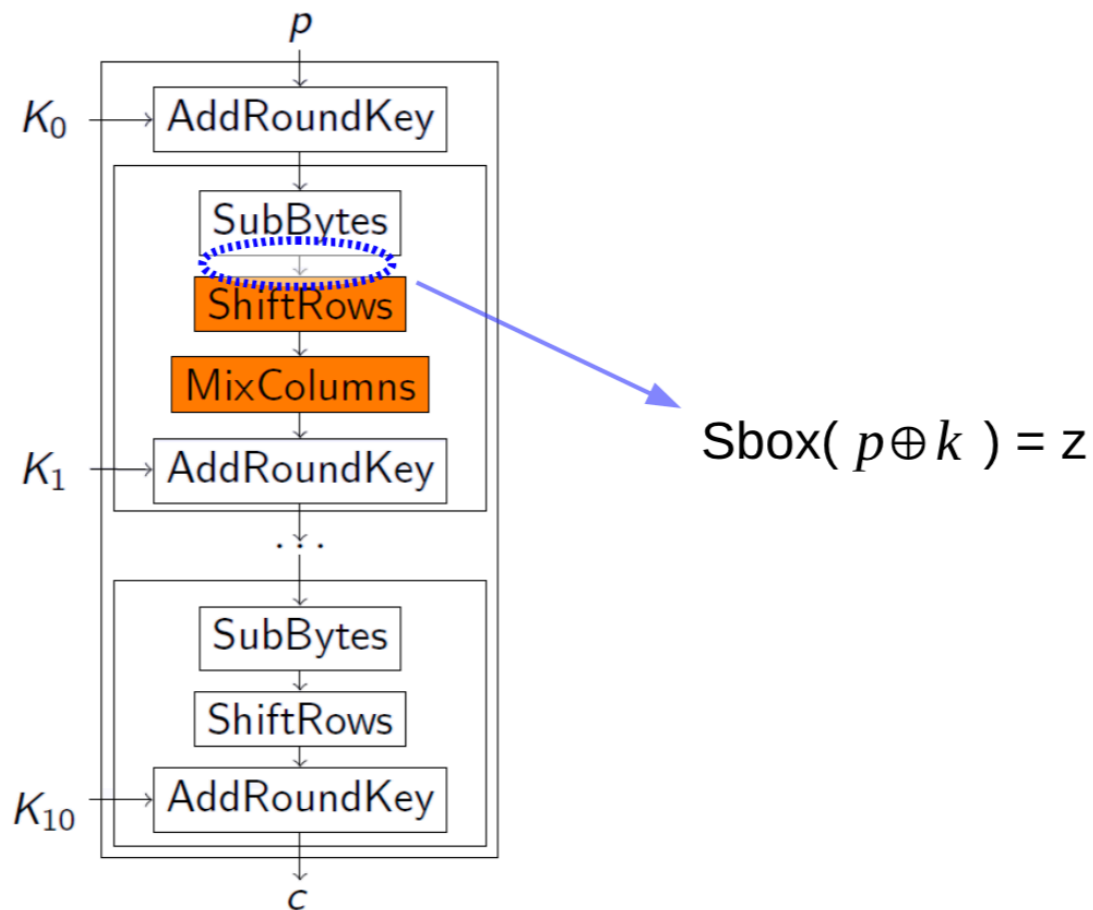 p
K₀
AddRoundKey
SubBytes
ShiftRows
MixColumns
K₁
AddRoundKey
...
Sbox( p⊕k ) = z
SubBytes
ShiftRows
K₁₀
AddRoundKey
c